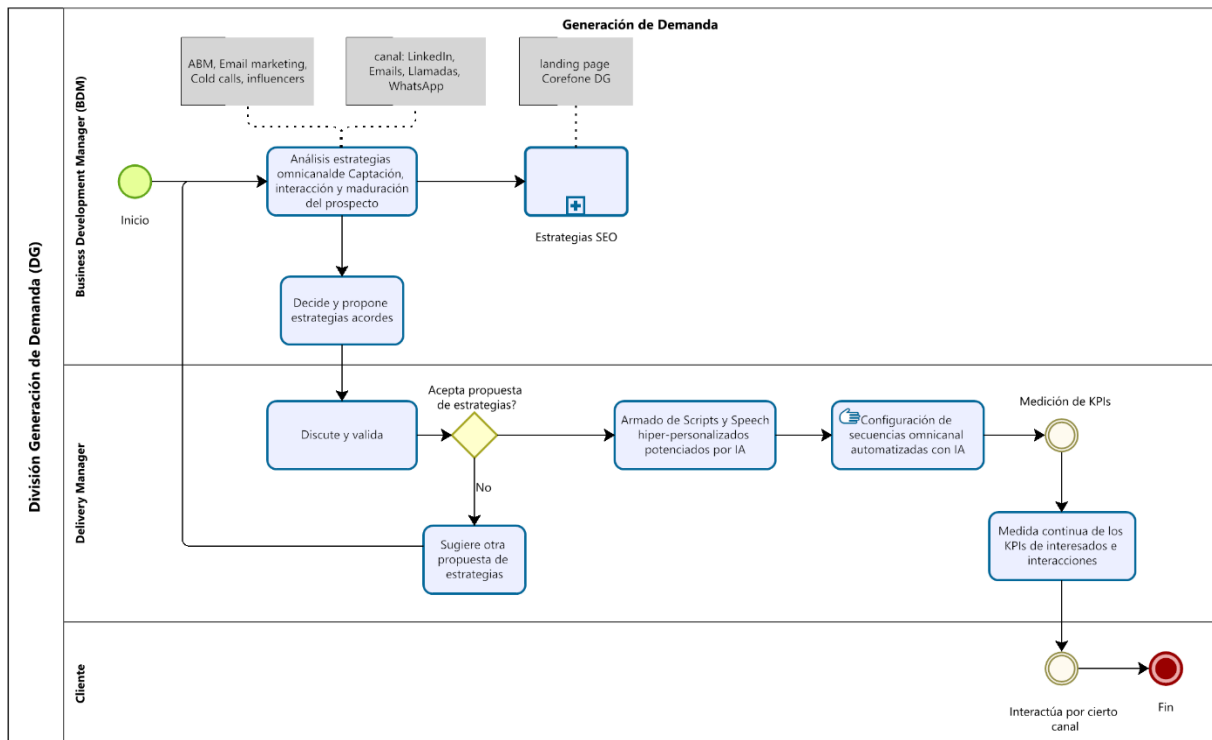 Generación de Demanda
División Generación de Demanda (DG)
Business Development Manager (BDM)
ABM, Email marketing,
Cold calls, influencers
canal: LinkedIn,
Emails, Llamadas,
WhatsApp
landing page
Corefone DG
Inicio
Análisis estrategias
omnicanalde Captación,
interacción y maduración
del prospecto
Estrategias SEO
Decide y propone
estrategias acordes
Delivery Manager
Discute y valida
Acepta propuesta
de estrategias?
No
Sugiere otra
propuesta de
estrategias
Armado de Scripts y Speech
hiper-personalizados
potenciados por IA
Configuración de
secuencias omnicanal
automatizadas con IA
Medición de KPIs
Medida continua de los
KPIs de interesados e
interacciones
Cliente
Interactúa por cierto
canal
Fin